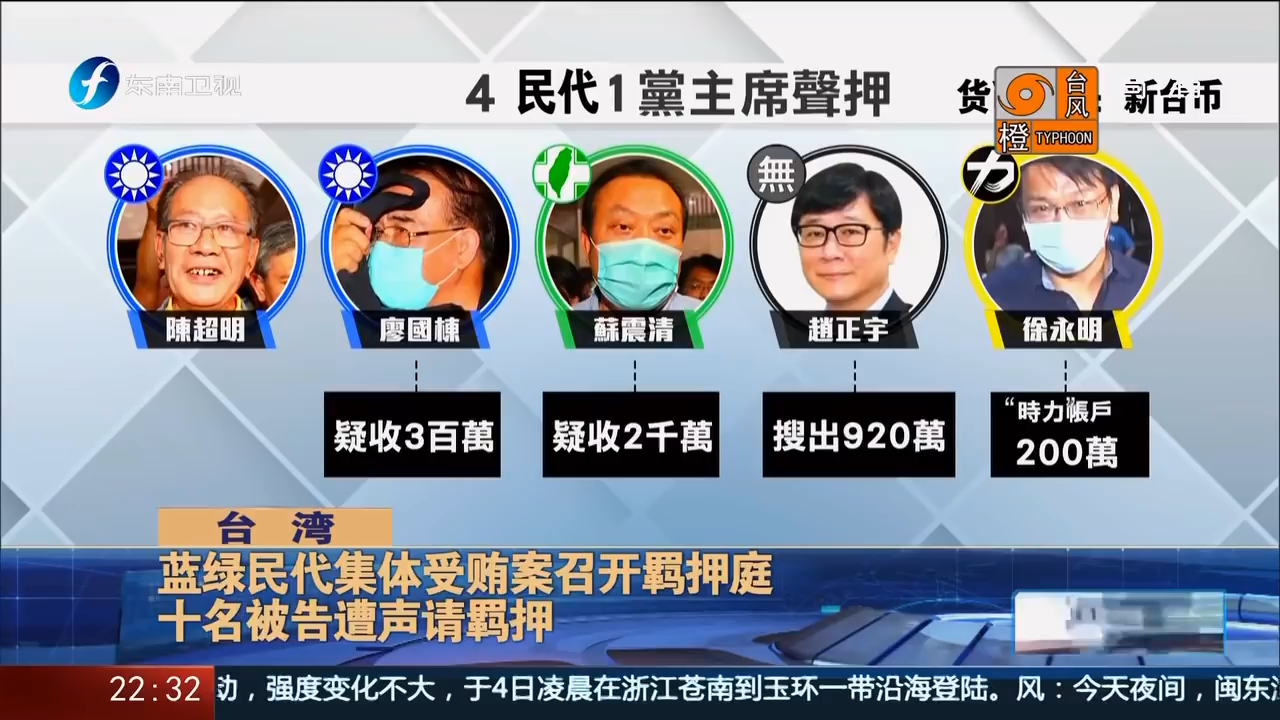 东南卫视
4 民代 1 黨主席聲押
新台币
台风
橙 TYPHOON
無
力
陳超明
廖國棟
蘇震清
趙正宇
徐永明
疑收3百萬
疑收2千萬
搜出920萬
“時力”帳戶
200萬
台 湾
蓝绿民代集体受贿案召开羁押庭
十名被告遭声请羁押
22:32
，强度变化不大，于4日凌晨在浙江苍南到玉环一带沿海登陆。风：今天夜间，闽东